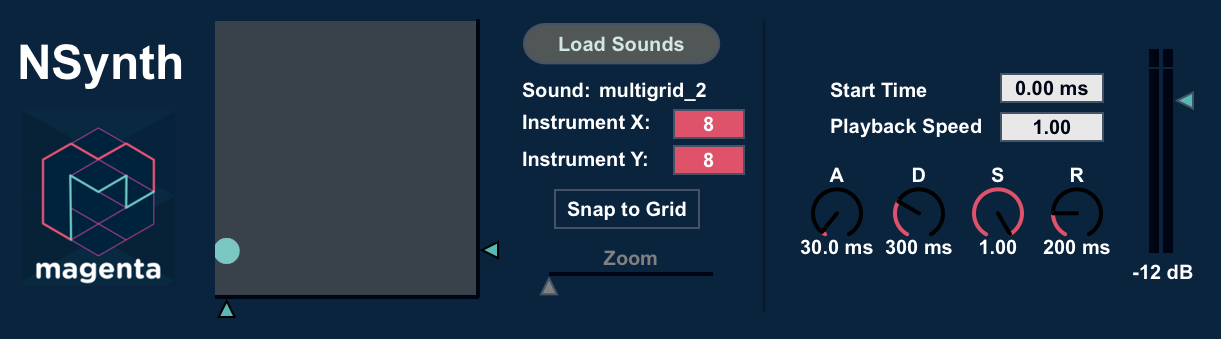 NSynth
magenta
Load Sounds
Sound: multigrid_2
Instrument X: 8
Instrument Y: 8
Snap to Grid
Zoom
Start Time 0.00 ms
Playback Speed 1.00
A D S R
30.0 ms 300 ms 1.00 200 ms
-12 dB